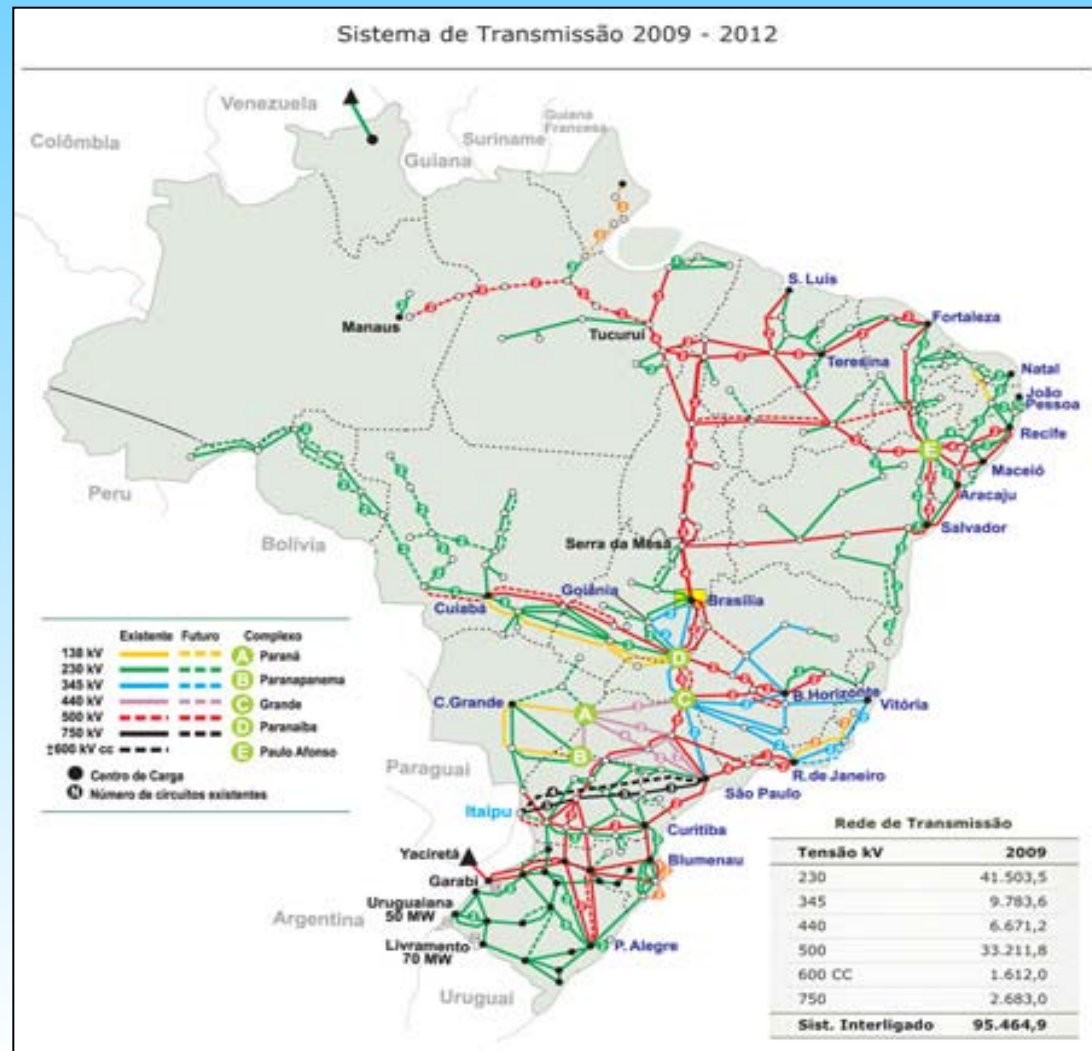 Sistema de Transmissão 2009 - 2012
Venezuela
Colômbia
Guiana
Suriname
Guiana
Francesa
Manaus
Tucuruí
S. Luis
Fortaleza
Teresina
Natal
João
Pessoa
Recife
E
Maceió
Aracaju
Salvador
Peru
Bolívia
Serra da Mesa
Goiânia
Brasília
Cuiabá
D
C
B.Horizonte
Vitória
C.Grande
A
B
Existente Futuro Complexo
138 kV A Paraná
230 kV B Paranapanema
345 kV C Grande
440 kV D Paranaíba
500 kV E Paulo Afonso
750 kV
±600 kV cc
Centro de Carga
N Número de circuitos existentes
Paraguai
R.de Janeiro
São Paulo
Itaipu
Curitiba
Yaciretá
Blumenau
Garabi
Argentina
Uruguaiana
50 MW
Livramento
70 MW
P.Alegre
Uruguai
Rede de Transmissão
Tensão kV 2009
230 41.503,5
345 9.783,6
440 6.671,2
500 33.211,8
600 CC 1.612,0
750 2.683,0
Sist. Interligado 95.464,9